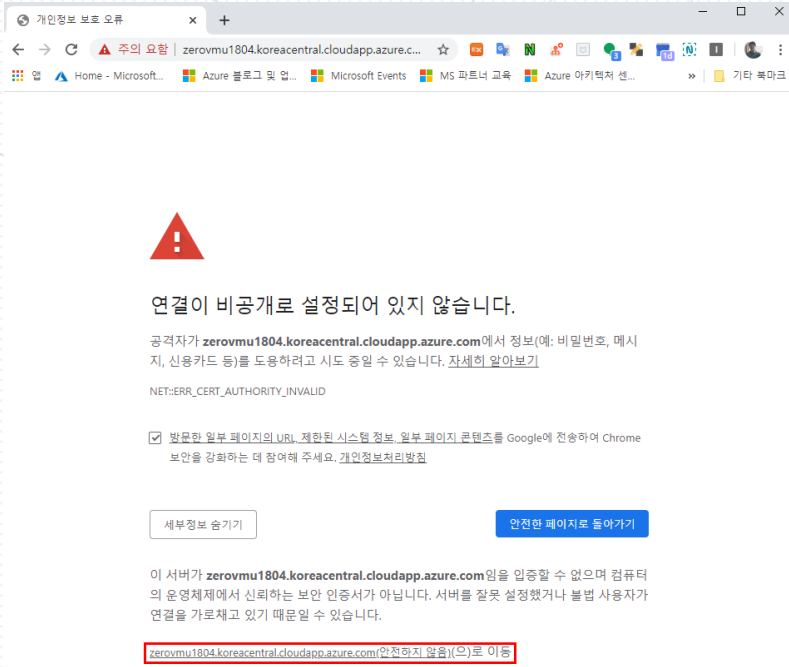 개인정보 보호 오류
주의 요함 zerovmu1804.koreacentral.cloudapp.azure.c...
앱 Home - Microsoft... Azure 블로그 및 업... Microsoft Events MS 파트너 교육 Azure 아키텍처 센... » 기타 북마크
연결이 비공개로 설정되어 있지 않습니다.
공격자가 zerovmu1804.koreacentral.cloudapp.azure.com에서 정보(예: 비밀번호, 메시
지, 신용카드 등)를 도용하려고 시도 중일 수 있습니다. 자세히 알아보기
NET::ERR_CERT_AUTHORITY_INVALID
방문한 일부 페이지의 URL, 제한된 시스템 정보, 일부 페이지 콘텐츠를 Google에 전송하여 Chrome
보안을 강화하는 데 참여해 주세요. 개인정보처리방침
세부정보 숨기기 안전한 페이지로 돌아가기
이 서버가 zerovmu1804.koreacentral.cloudapp.azure.com임을 입증할 수 없으며 컴퓨터
의 운영체제에서 신뢰하는 보안 인증서가 아닙니다. 서버를 잘못 설정했거나 불법 사용자가
연결을 가로채고 있기 때문일 수 있습니다.
zerovmu1804.koreacentral.cloudapp.azure.com(안전하지 않음)(으)로 이동